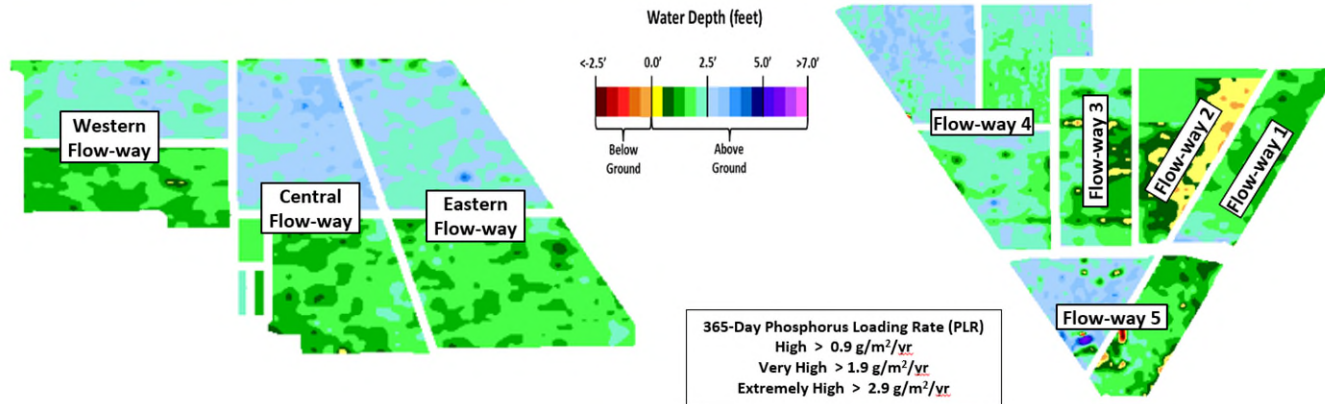 Water Depth (feet)
<-2.5' 0.0' 2.5' 5.0' >7.0'
Below
Ground
Above
Ground
Western
Flow-way
Central
Flow-way
Eastern
Flow-way
Flow-way 4
Flow-way 3
Flow-way 2
Flow-way 1
Flow-way 5
365-Day Phosphorus Loading Rate (PLR)
High > 0.9 g/m²/yr
Very High > 1.9 g/m²/yr
Extremely High > 2.9 g/m²/yr